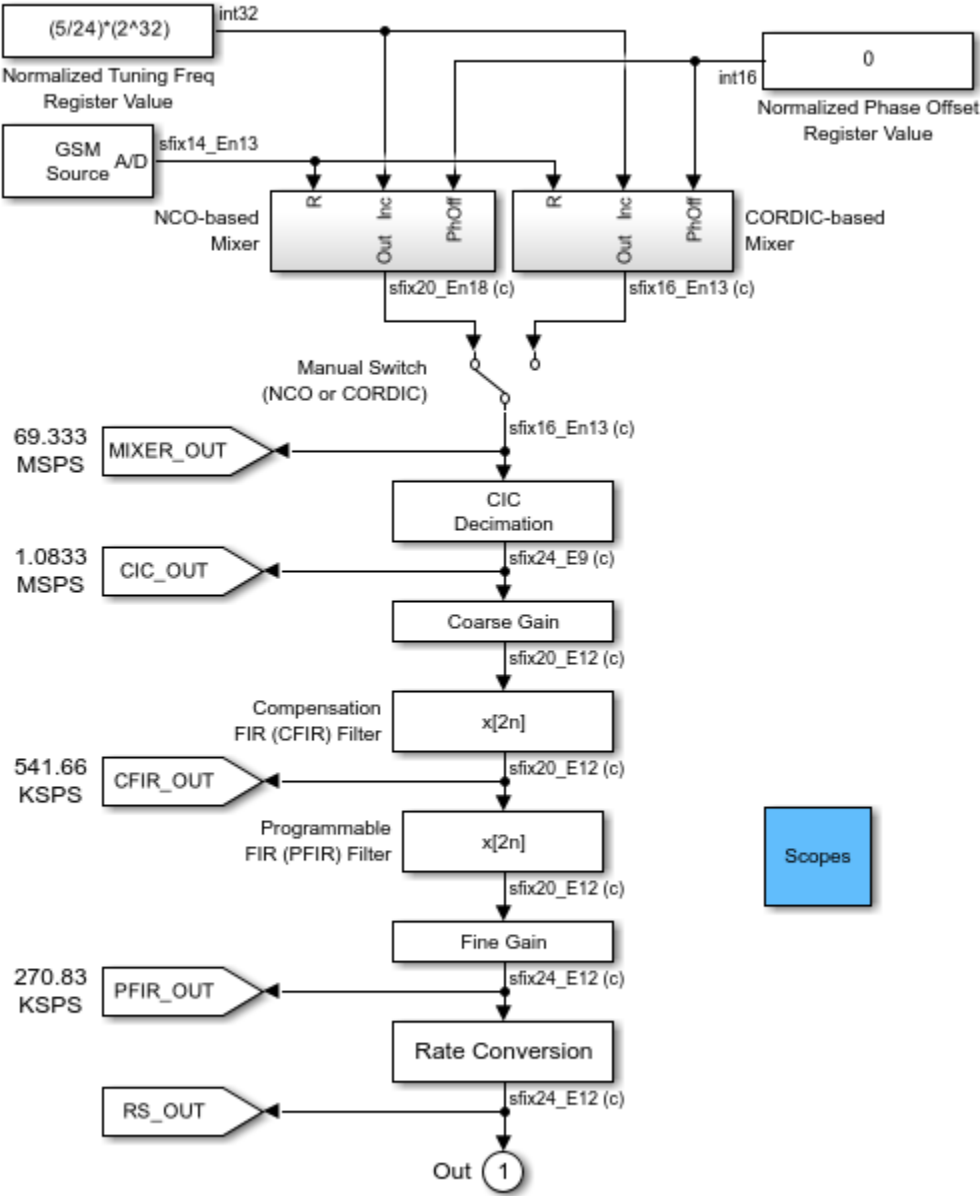 (5/24)*(2^32)
int32
Normalized Tuning Freq
Register Value
0
int16
Normalized Phase Offset
Register Value
GSM
Source
A/D
sfix14_En13
R
Inc
PhOff
Out
NCO-based
Mixer
R
Inc
PhOff
Out
CORDIC-based
Mixer
sfix20_En18 (c)
sfix16_En13 (c)
Manual Switch
(NCO or CORDIC)
sfix16_En13 (c)
69.333
MSPS
MIXER_OUT
CIC
Decimation
sfix24_E9 (c)
1.0833
MSPS
CIC_OUT
Coarse Gain
sfix20_E12 (c)
Compensation
FIR (CFIR) Filter
x[2n]
sfix20_E12 (c)
541.66
KSPS
CFIR_OUT
Programmable
FIR (PFIR) Filter
x[2n]
Scopes
sfix20_E12 (c)
Fine Gain
sfix24_E12 (c)
270.83
KSPS
PFIR_OUT
Rate Conversion
sfix24_E12 (c)
RS_OUT
Out
1